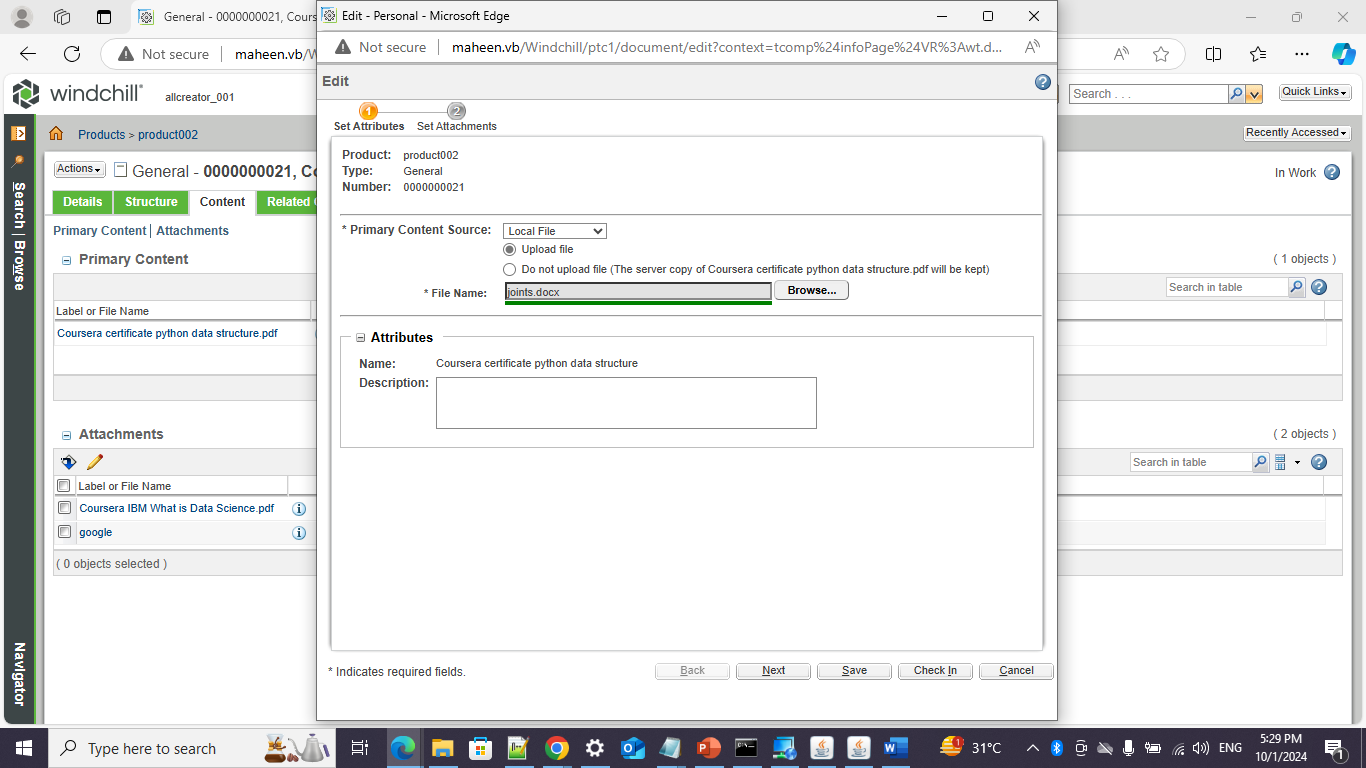 General - 0000000021, Cours
Edit - Personal - Microsoft Edge
Not secure
maheen.vb/W
Not secure
maheen.vb/Windchill/ptc1/document/edit?context=tcomp%24infoPage%24VR%3Awt.d...
windchill
allcreator_001
Search . . .
Quick Links
Products > product002
Recently Accessed
Actions
General - 0000000021, Co
In Work
Details
Structure
Content
Related
Primary Content
Attachments
Primary Content
( 1 objects )
Search in table
Label or File Name
Coursera certificate python data structure.pdf
Attachments
( 2 objects )
Search in table
Label or File Name
Coursera IBM What is Data Science.pdf
google
( 0 objects selected )
Search
Browse
Navigator
Edit
1
2
Set Attributes
Set Attachments
Product: product002
Type: General
Number: 0000000021
* Primary Content Source: Local File
Upload file
Do not upload file (The server copy of Coursera certificate python data structure.pdf will be kept)
* File Name: joints.docx
Browse...
Attributes
Name: Coursera certificate python data structure
Description:
* Indicates required fields.
Back
Next
Save
Check In
Cancel
Type here to search
31°C
ENG
5:29 PM
10/1/2024
1